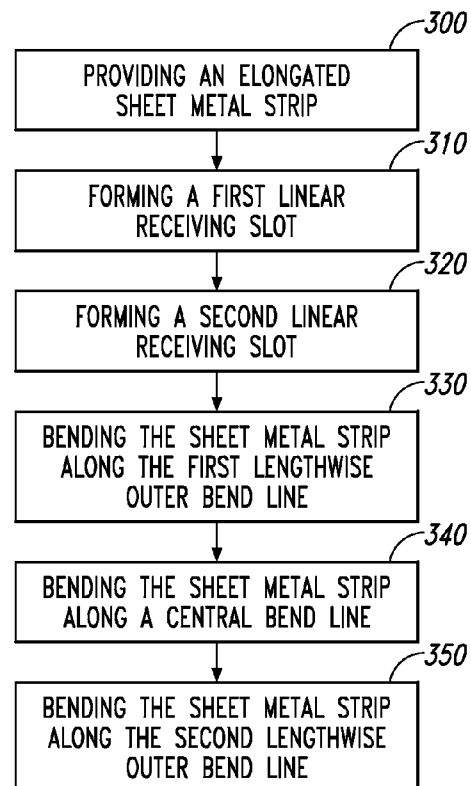 300
PROVIDING AN ELONGATED
SHEET METAL STRIP
310
FORMING A FIRST LINEAR
RECEIVING SLOT
320
FORMING A SECOND LINEAR
RECEIVING SLOT
330
BENDING THE SHEET METAL STRIP
ALONG THE FIRST LENGTHWISE
OUTER BEND LINE
340
BENDING THE SHEET METAL STRIP
ALONG A CENTRAL BEND LINE
350
BENDING THE SHEET METAL STRIP
ALONG THE SECOND LENGTHWISE
OUTER BEND LINE